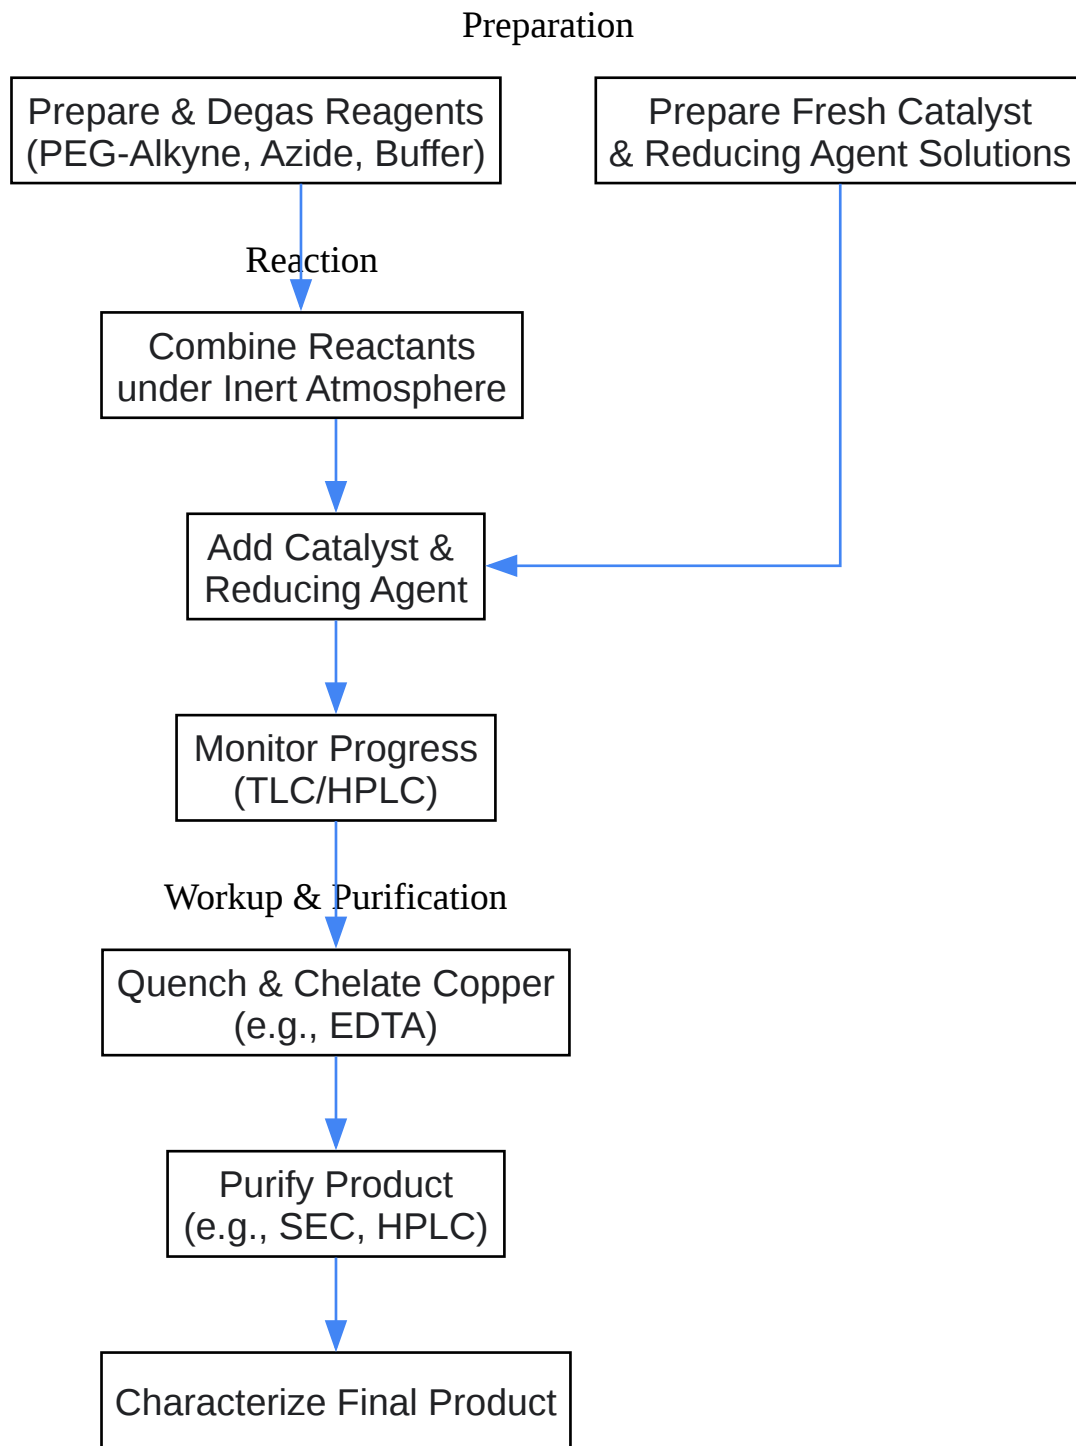 Preparation
Prepare & Degas Reagents
(PEG-Alkyne, Azide, Buffer)
Prepare Fresh Catalyst
& Reducing Agent Solutions
Reaction
Combine Reactants
under Inert Atmosphere
Add Catalyst &
Reducing Agent
Monitor Progress
(TLC/HPLC)
Workup & Purification
Quench & Chelate Copper
(e.g., EDTA)
Purify Product
(e.g., SEC, HPLC)
Characterize Final Product